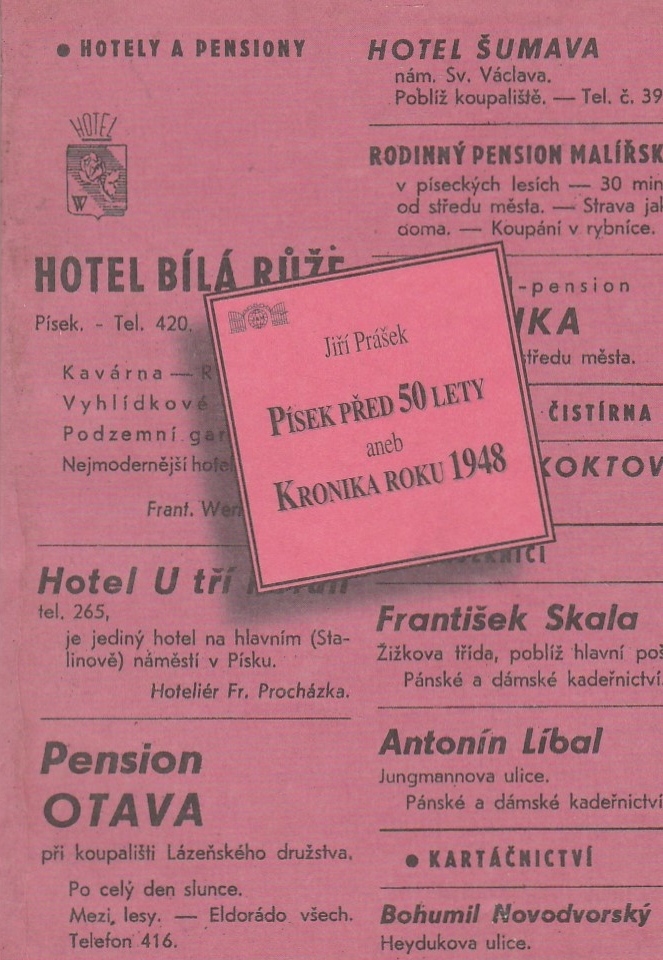 ● HOTELY A PENSIONY
HOTEL
W
HOTEL BÍLÁ RŮŽE
Písek. - Tel. 420.
Kavárna —
Vyhlídkové
Podzemní
Nejmodernější
Frant.
Hotel U tří
tel. 265,
je jediný hotel na hlavním (Sta-
linově) náměstí v Písku.
Hoteliér Fr. Procházka.
Pension
OTAVA
při koupališti Lázeňského družstva.
Po celý den slunce.
Mezi lesy. — Eldorádo všech.
Telefon 416.
Jiří Prášek
PÍSEK PŘED 50 LETY
aneb
KRONIKA ROKU 1948
HOTEL ŠUMAVA
nám. Sv. Václava.
Poblíž koupaliště. — Tel. č. 39
RODINNÝ PENSION MALÍŘSK
v píseckých lesích — 30 min
od středu města. — Strava jak
doma. — Koupání v rybníce.
l-pension
středu města.
ČISTÍRNA
KOKTOV
František Skala
Žižkova třída, poblíž hlavní poš
Pánské a dámské kadeřnictví.
Antonín Líbal
Jungmannova ulice.
Pánské a dámské kadeřnictví
● KARTÁČNICTVÍ
Bohumil Novodvorský
Heydukova ulice.